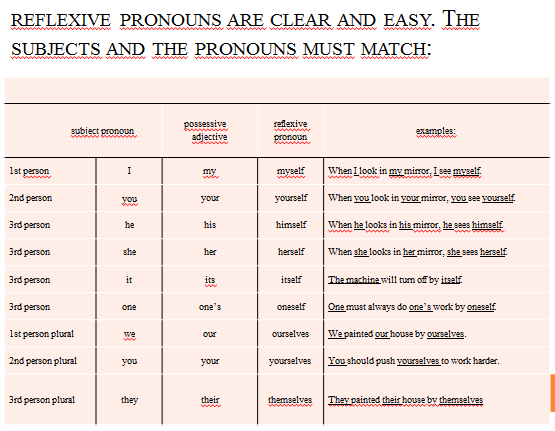 REFLEXIVE PRONOUNS ARE CLEAR AND EASY. THE
SUBJECTS AND THE PRONOUNS MUST MATCH:
subject pronoun possessive adjective reflexive pronoun examples:
1st person I my myself When I look in my mirror, I see myself.
2nd person you your yourself When you look in your mirror, you see yourself.
3rd person he his himself When he looks in his mirror, he sees himself.
3rd person she her herself When she looks in her mirror, she sees herself.
3rd person it its itself The machine will turn off by itself.
3rd person one one's oneself One must always do one's work by oneself.
1st person plural we our ourselves We painted our house by ourselves.
2nd person plural you your yourselves You should push yourselves to work harder.
3rd person plural they their themselves They painted their house by themselves